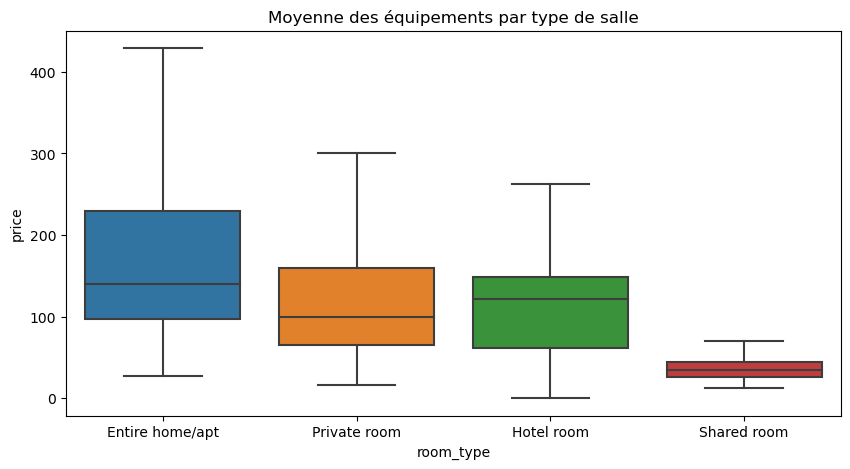 Moyenne des équipements par type de salle
400
300
200
100
0
price
Entire home/apt
Private room
Hotel room
Shared room
room_type